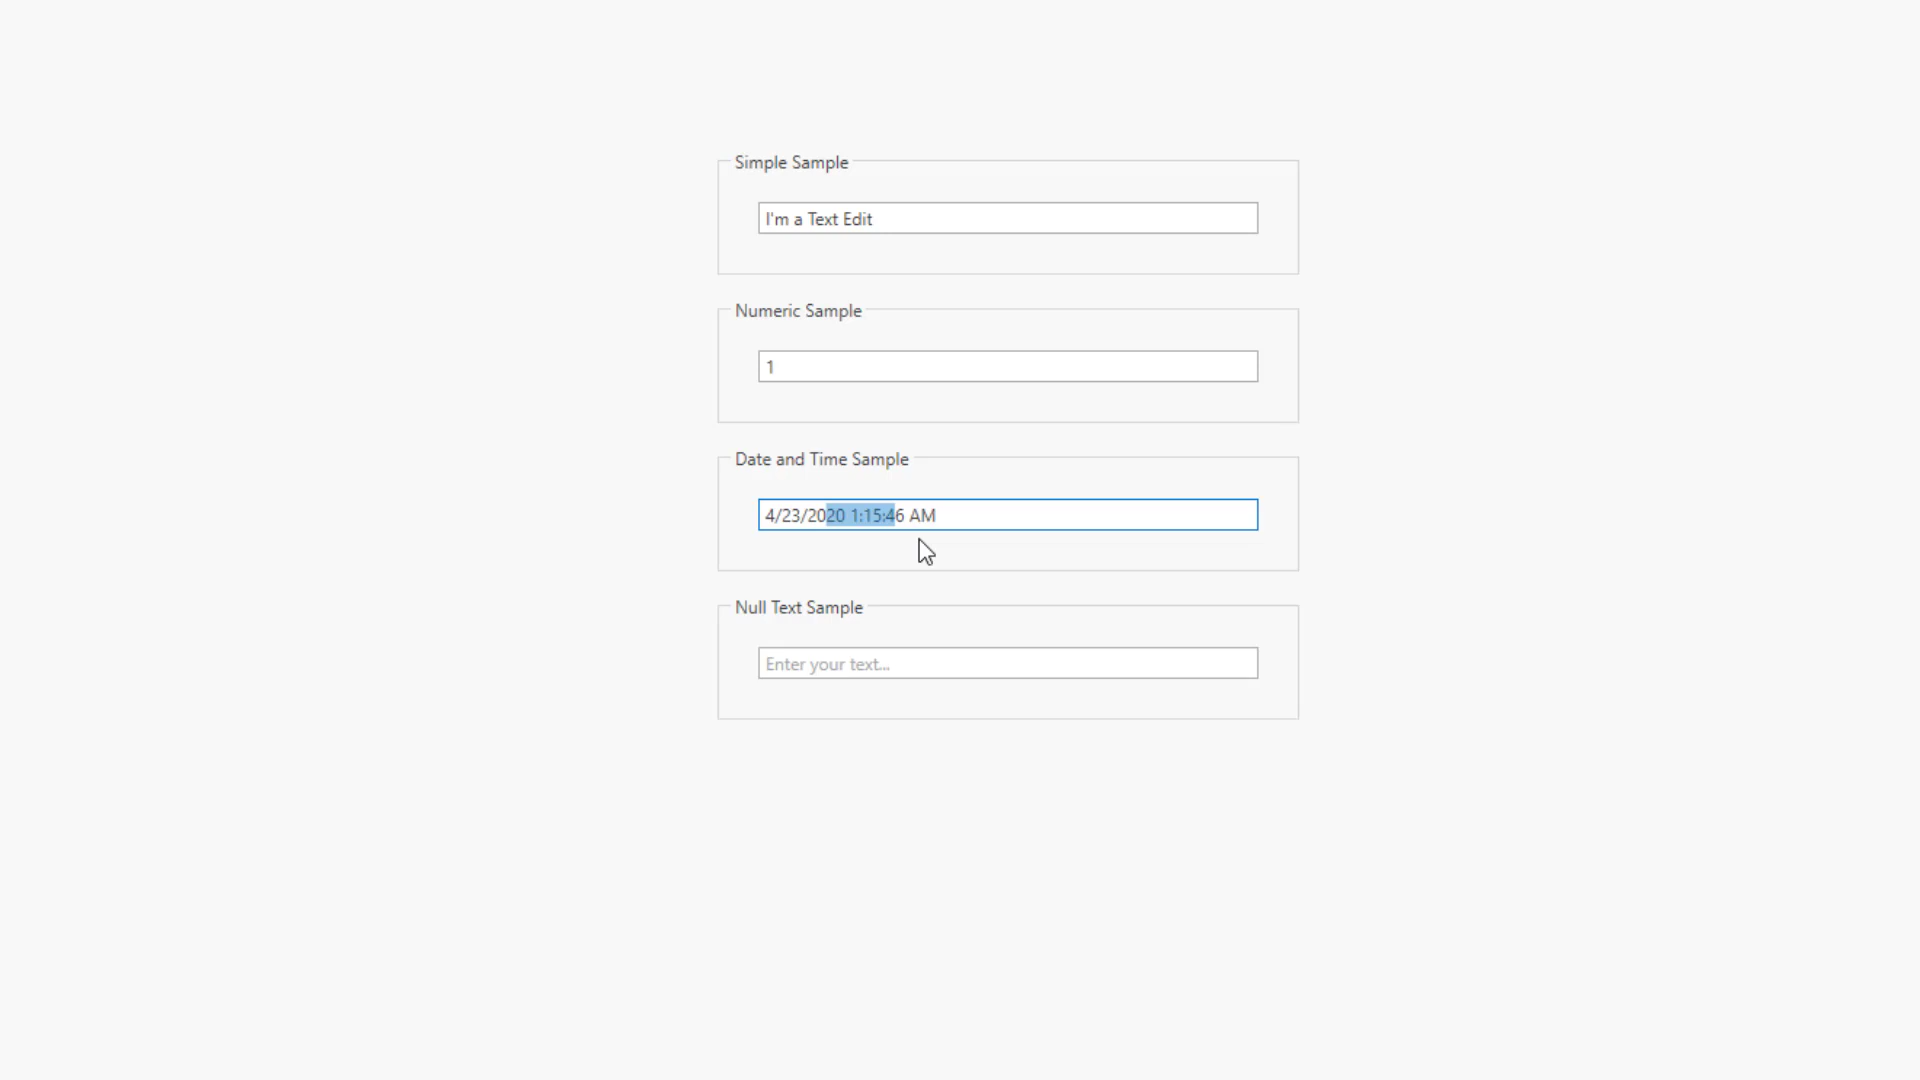 Simple Sample
I'm a Text Edit
Numeric Sample
1
Date and Time Sample
4/23/2020 1:15:46 AM
Null Text Sample
Enter your text...